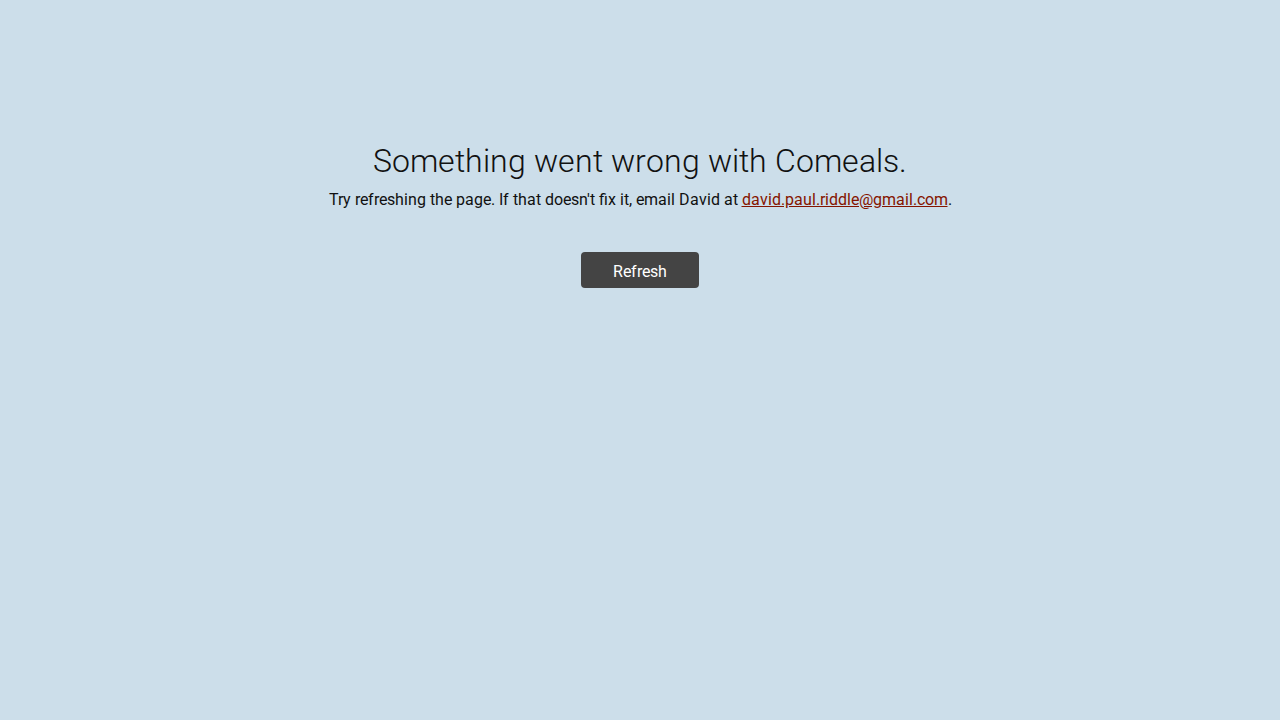 Something went wrong with Comeals.
Try refreshing the page. If that doesn't fix it, email David at david.paul.riddle@gmail.com.
Refresh